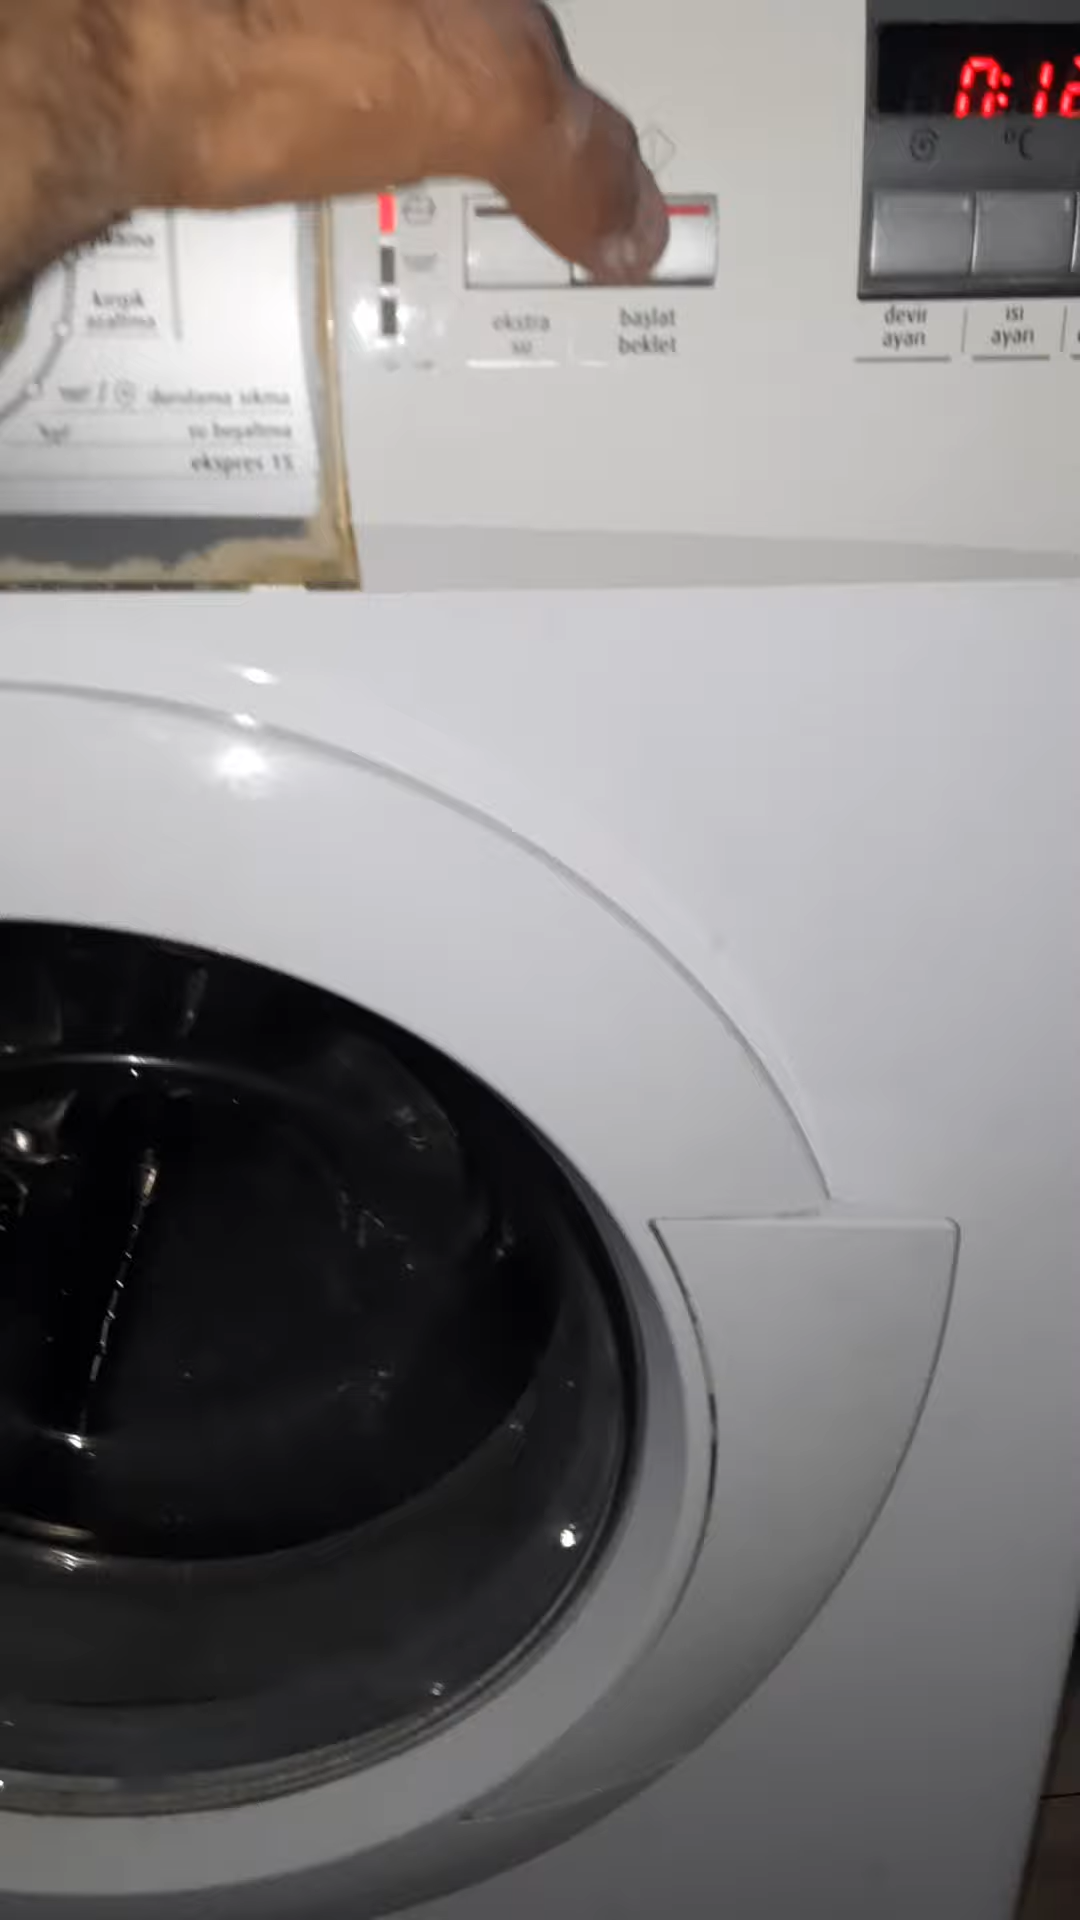 °C
kırışık
azaltma
ekstra
su
başlat
beklet
devir
ayarı
ısı
ayarı
durulama sıkma
su boşaltma
ekspres 15